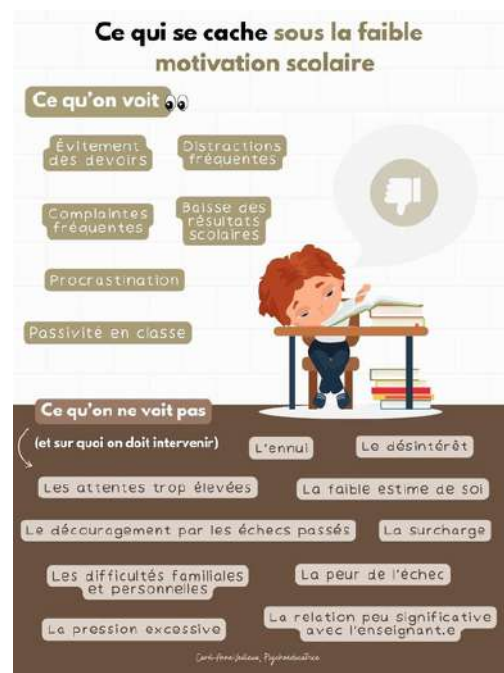 Ce qui se cache sous la faible
motivation scolaire
Ce qu'on voit
Évitement
des devoirs
Distractions
fréquentes
Complaintes
fréquentes
Baisse des
résultats
scolaires
Procrastination
Passivité en classe
Ce qu'on ne voit pas
(et sur quoi on doit intervenir)
L'ennui
Le désintérêt
Les attentes trop élevées
La faible estime de soi
Le découragement par les échecs passés
La surcharge
Les difficultés familiales
et personnelles
La peur de l'échec
La pression excessive
La relation peu significative
avec l'enseignant.e
Psychoéducatrice